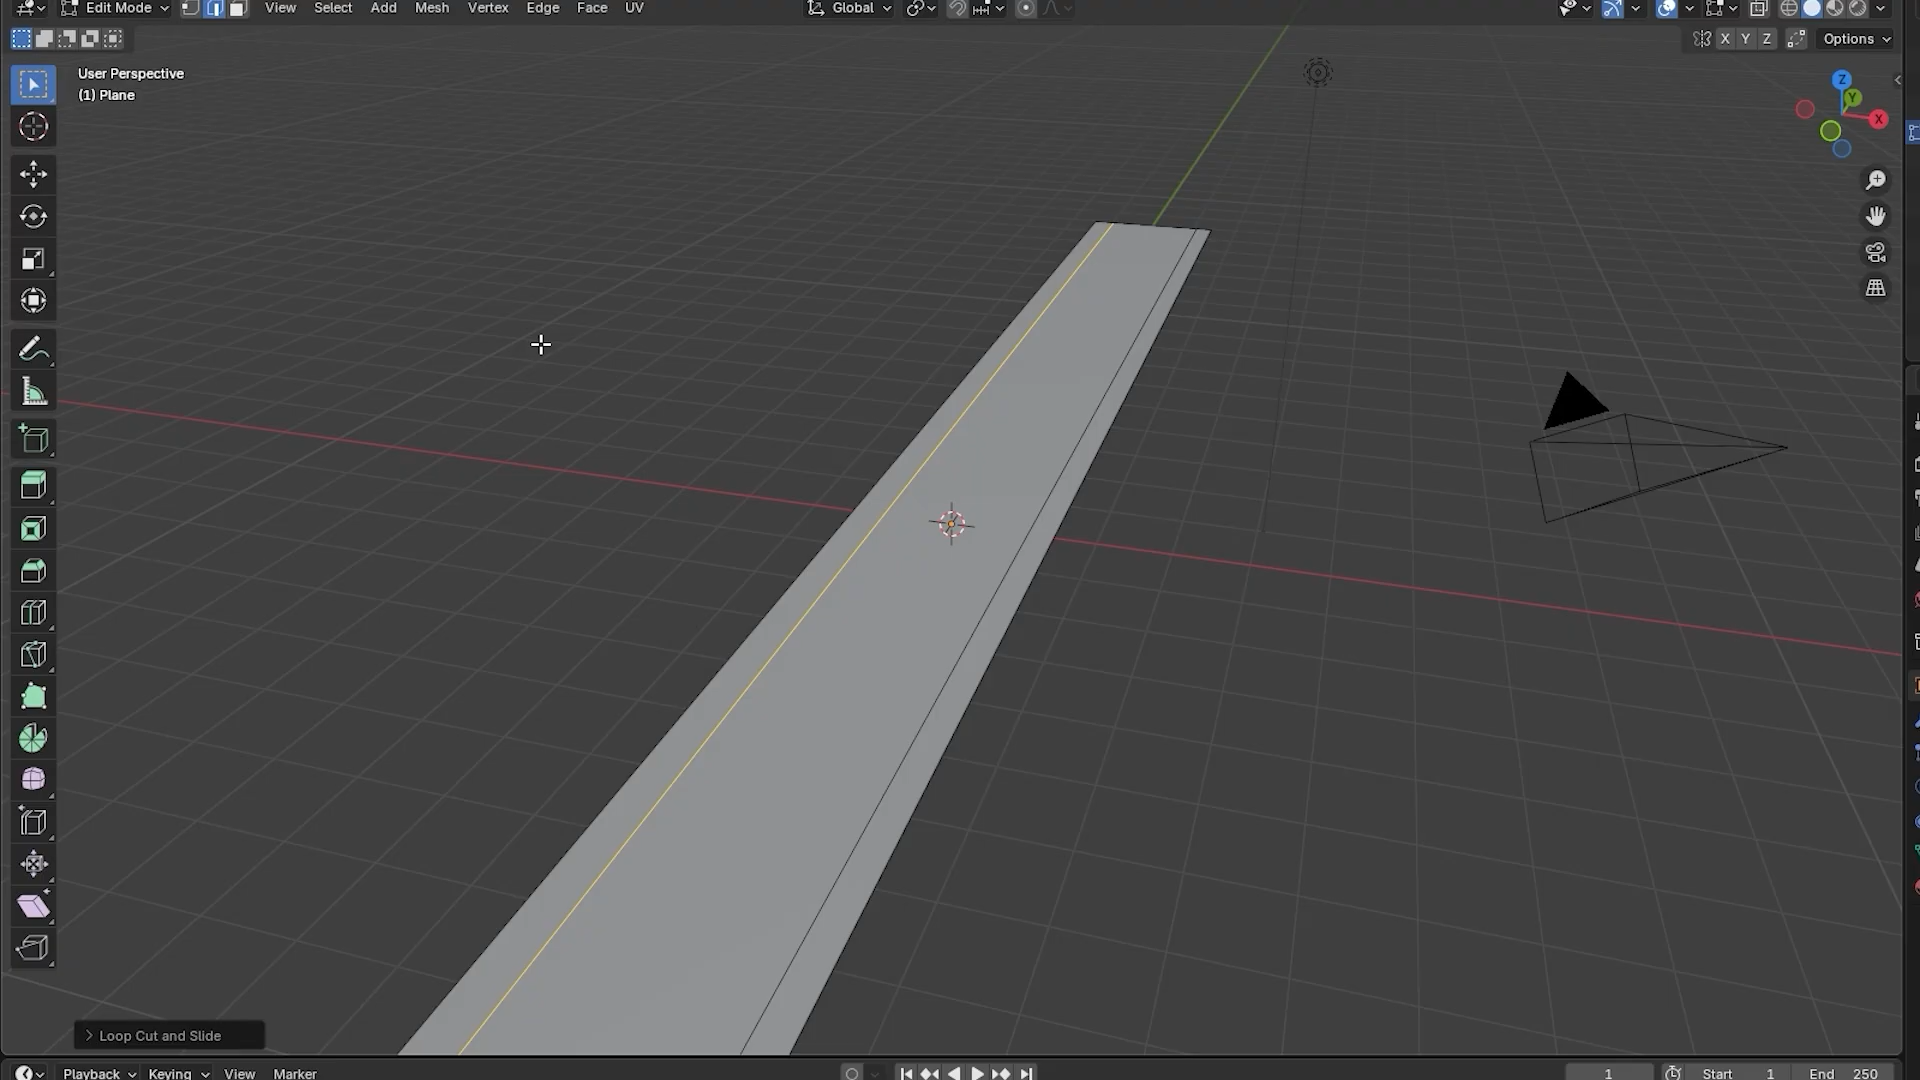 Edit Mode View Select Add Mesh Vertex Edge Face UV Global
X Y Z Options
User Perspective
(1) Plane
Z
Y
X
Loop Cut and Slide
Playback Keying View Marker 1 Start 1 End 250